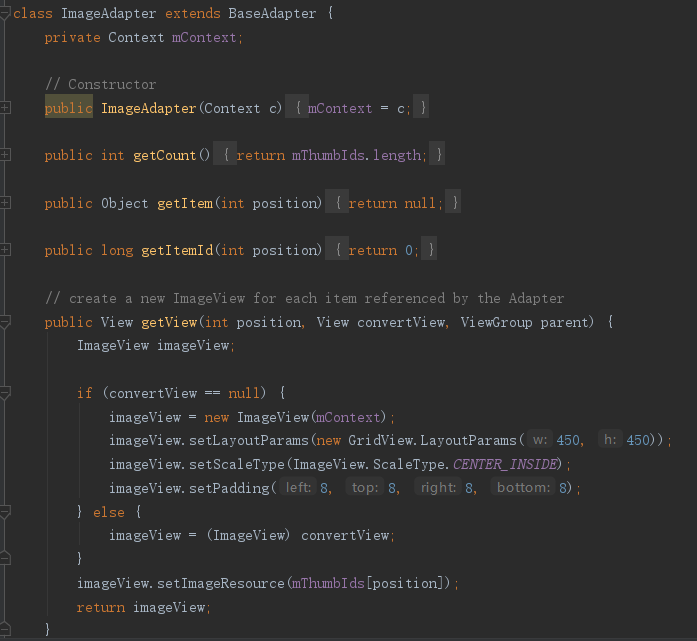 class ImageAdapter extends BaseAdapter {
private Context mContext;
// Constructor
public ImageAdapter(Context c) { mContext = c; }
public int getCount() { return mThumbIds.length; }
public Object getItem(int position) { return null; }
public long getItemId(int position) { return 0; }
// create a new ImageView for each item referenced by the Adapter
public View getView(int position, View convertView, ViewGroup parent) {
ImageView imageView;
if (convertView == null) {
imageView = new ImageView(mContext);
imageView.setLayoutParams(new GridView.LayoutParams( w: 450, h: 450));
imageView.setScaleType(ImageView.ScaleType.CENTER_INSIDE);
imageView.setPadding( left: 8, top: 8, right: 8, bottom: 8);
} else {
imageView = (ImageView) convertView;
}
imageView.setImageResource(mThumbIds[position]);
return imageView;
}